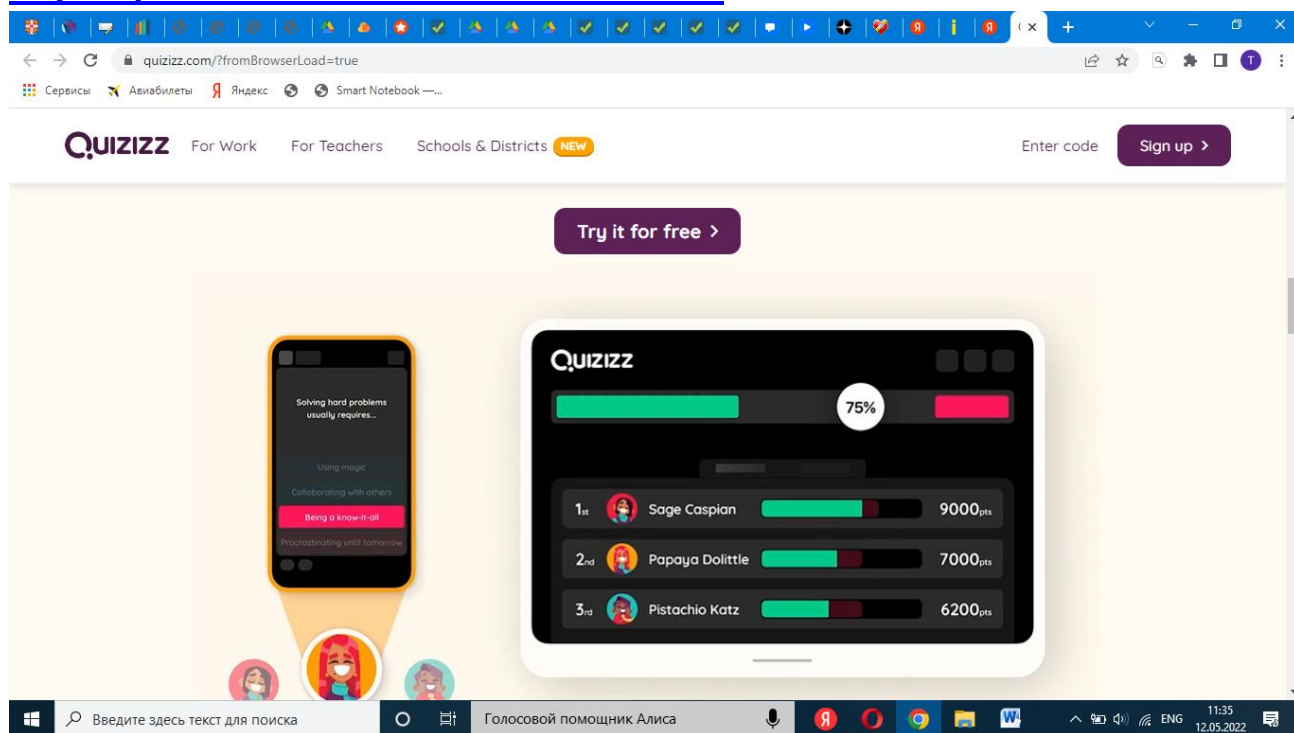 quizizz.com/?fromBrowserLoad=true
T
Сервисы Авиабилеты Яндекс Smart Notebook —...
QUIZIZZ For Work For Teachers Schools & Districts NEW Enter code Sign up >
Try it for free >
Solving hard problems
usually requires...
Using magic
Collaborating with others
Being a know-it-all
Procrastinating until tomorrow
QUIZIZZ
75%
1st Sage Caspian 9000pts
2nd Papaya Dolittle 7000pts
3rd Pistachio Katz 6200pts
Введите здесь текст для поиска Голосовой помощник Алиса ENG 11:35
12.05.2022